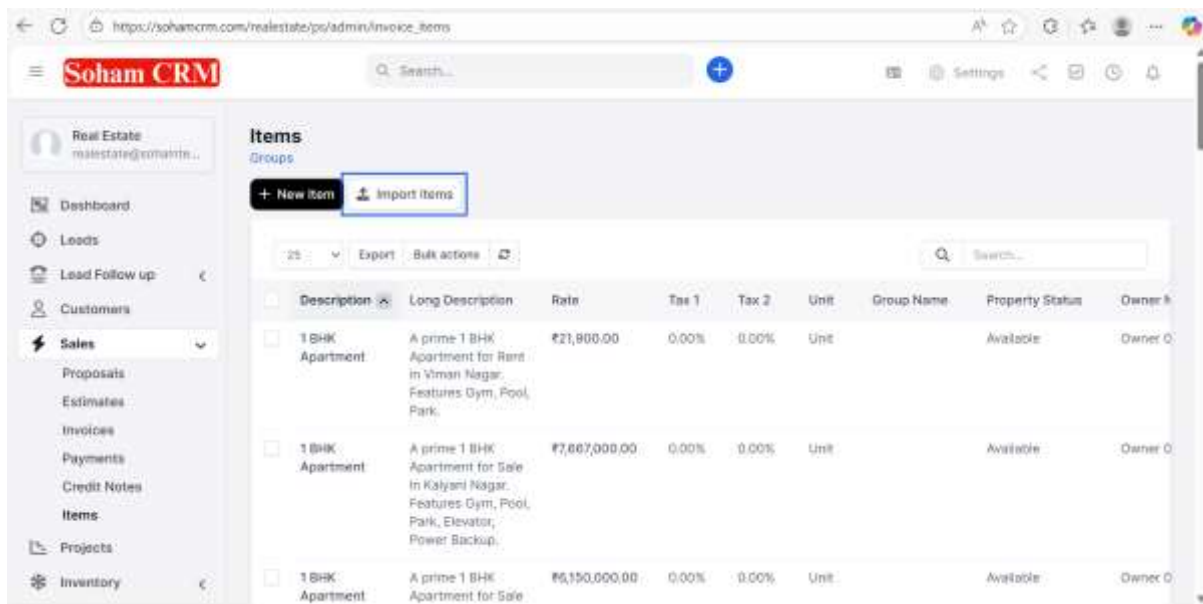 https://sohamcrm.com/realestate/ps/admin/invoice_items
Soham CRM
Search...
Settings
Real Estate
Dashboard
Leads
Lead Follow up
Customers
Sales
Proposals
Estimates
Invoices
Payments
Credit Notes
Items
Projects
Inventory
Items
Groups
+ New Item
Import Items
25
Export
Bulk actions
Search...
Description Long Description Rate Tax 1 Tax 2 Unit Group Name Property Status Owner
1 BHK A prime 1 BHK ₹21,900.00 0.00% 0.00% Unit Available Owner
Apartment Apartment for Rent
in Viman Nagar.
Features Gym, Pool,
Park.
1 BHK A prime 1 BHK ₹7,667,000.00 0.00% 0.00% Unit Available Owner
Apartment Apartment for Sale
in Kalyani Nagar.
Features Gym, Pool,
Park, Elevator,
Power Backup.
1 BHK A prime 1 BHK ₹6,150,000.00 0.00% 0.00% Unit Available Owner
Apartment Apartment for Sale